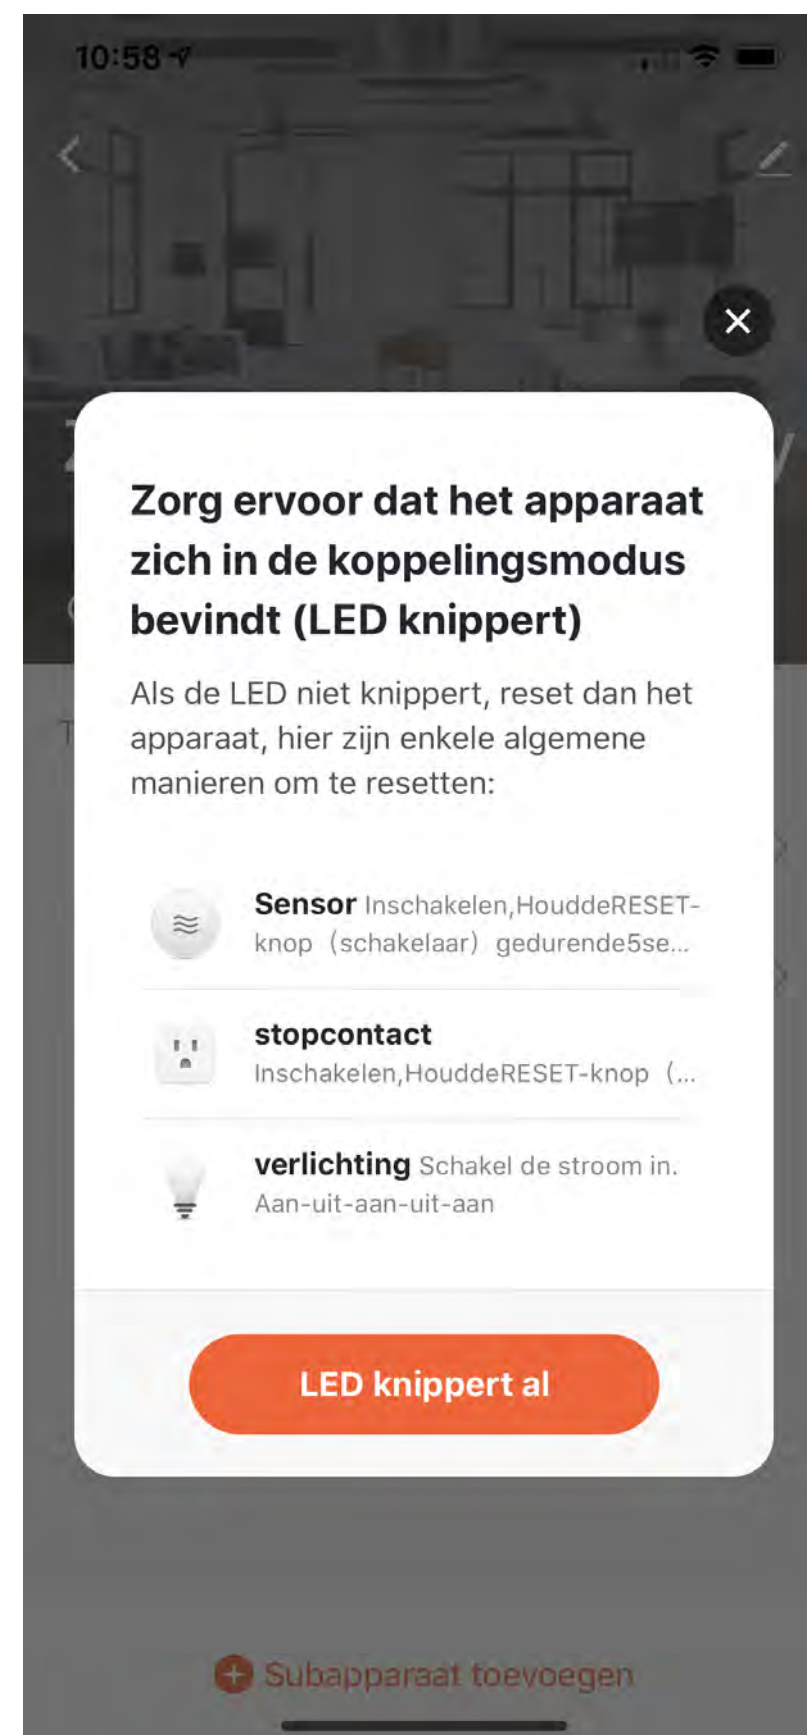 10:58
Zorg ervoor dat het apparaat
zich in de koppelingsmodus
bevindt (LED knippert)
Als de LED niet knippert, reset dan het
apparaat, hier zijn enkele algemene
manieren om te resetten:
Sensor Inschakelen,HouddeRESET-
knop（schakelaar）gedurende5se...
stopcontact
Inschakelen,HouddeRESET-knop（...
verlichting Schakel de stroom in.
Aan-uit-aan-uit-aan
LED knippert al
Subapparaat toevoegen